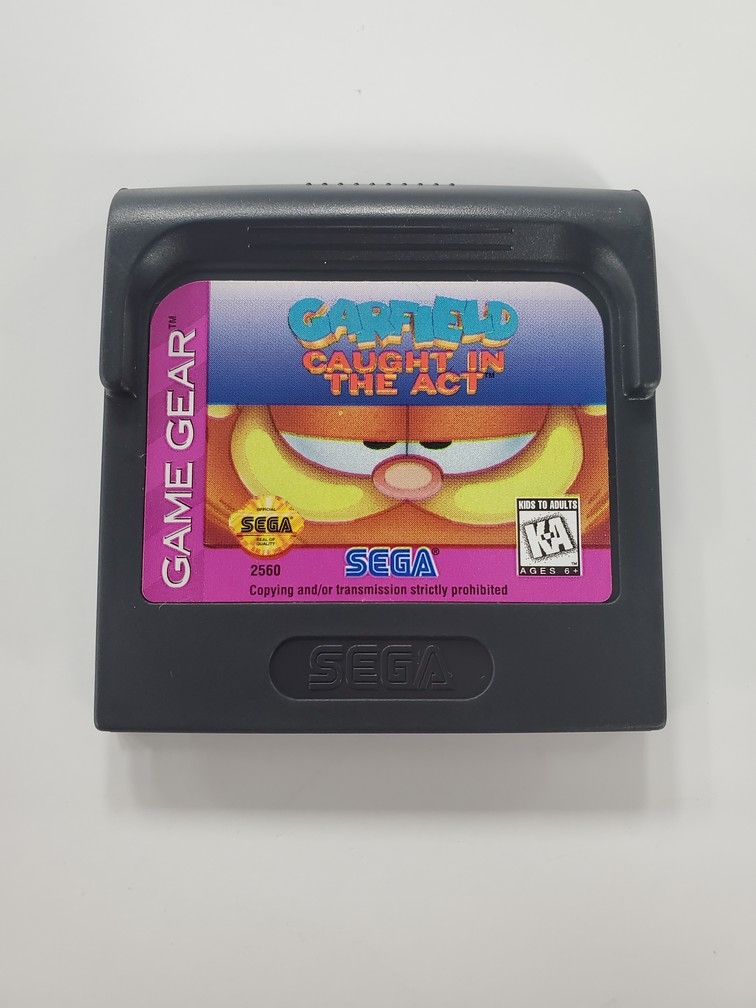 GAME GEAR™
GARFIELD
CAUGHT IN
THE ACT™
OFFICIAL
SEGA
SEAL OF
QUALITY
KIDS TO ADULTS
K-A
™
AGES 6+
SEGA®
2560
Copying and/or transmission strictly prohibited
SEGA